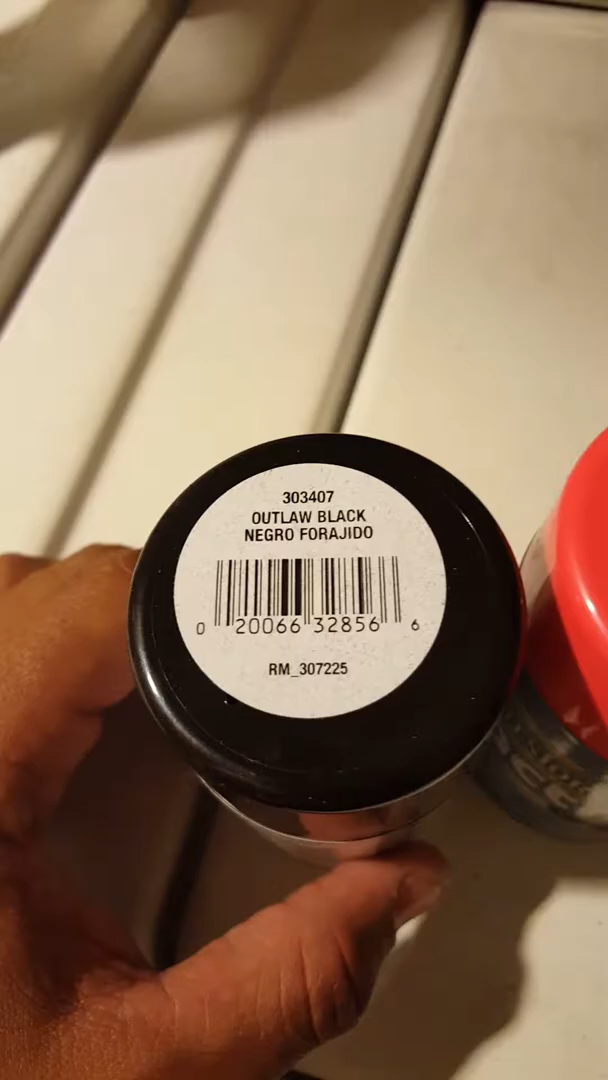 303407
OUTLAW BLACK
NEGRO FORAJIDO
0 20066 32856 6
RM_307225